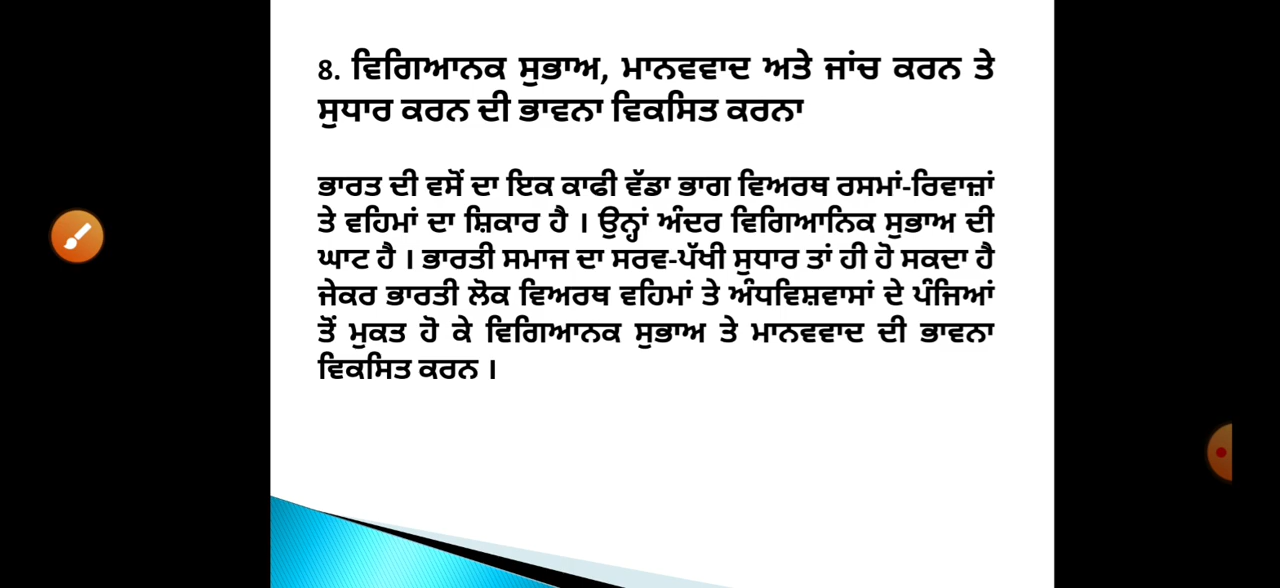 8. ਵਿਗਿਆਨਕ ਸੁਭਾਅ, ਮਾਨਵਵਾਦ ਅਤੇ ਜਾਂਚ ਕਰਨ ਤੇ
ਸੁਧਾਰ ਕਰਨ ਦੀ ਭਾਵਨਾ ਵਿਕਸਿਤ ਕਰਨਾ
ਭਾਰਤ ਦੀ ਵਸੋਂ ਦਾ ਇਕ ਕਾਫੀ ਵੱਡਾ ਭਾਗ ਵਿਅਰਥ ਰਸਮਾਂ-ਰਿਵਾਜ਼ਾਂ
ਤੇ ਵਹਿਮਾਂ ਦਾ ਸ਼ਿਕਾਰ ਹੈ । ਉਨ੍ਹਾਂ ਅੰਦਰ ਵਿਗਿਆਨਿਕ ਸੁਭਾਅ ਦੀ
ਘਾਟ ਹੈ । ਭਾਰਤੀ ਸਮਾਜ ਦਾ ਸਰਵ-ਪੱਖੀ ਸੁਧਾਰ ਤਾਂ ਹੀ ਹੋ ਸਕਦਾ ਹੈ
ਜੇਕਰ ਭਾਰਤੀ ਲੋਕ ਵਿਅਰਥ ਵਹਿਮਾਂ ਤੇ ਅੰਧਵਿਸ਼ਵਾਸਾਂ ਦੇ ਪੰਜਿਆਂ
ਤੋਂ ਮੁਕਤ ਹੋ ਕੇ ਵਿਗਿਆਨਕ ਸੁਭਾਅ ਤੇ ਮਾਨਵਵਾਦ ਦੀ ਭਾਵਨਾ
ਵਿਕਸਿਤ ਕਰਨ ।